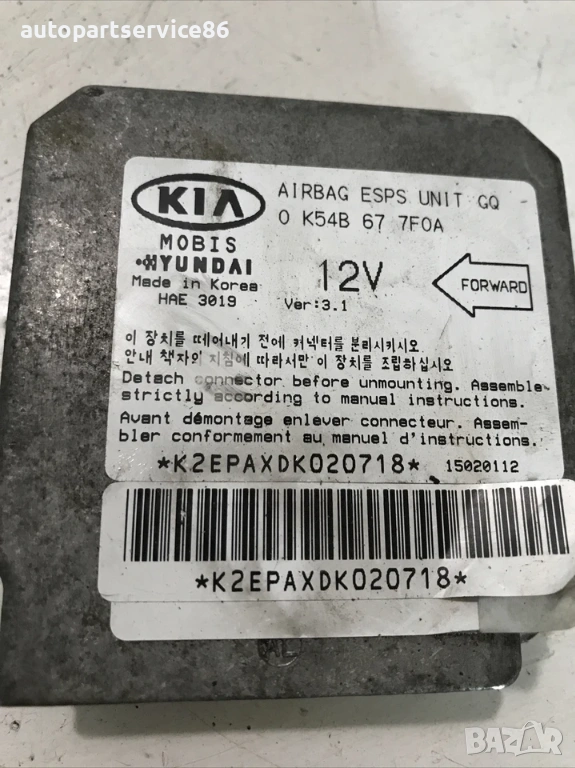 autopartservice86
KIA
AIRBAG ESPS UNIT GQ
0 K54B 67 7F0A
MOBIS
HYUNDAI
Made in Korea
HAE 3019
12V
Ver:3.1
FORWARD
이 장치를 떼어내기 전에 커넥터를 분리시키시오.
안내 책자의 지침에 따라서만이 장치를 조립하십시오
Detach connector before unmounting. Assemble
strictly according to manual instructions.
Avant démontage enlever connecteur. Assem-
bler conformement au manuel d'instructions.
*K2EPAXDK020718* 15020112
*K2EPAXDK020718*
BAZAR